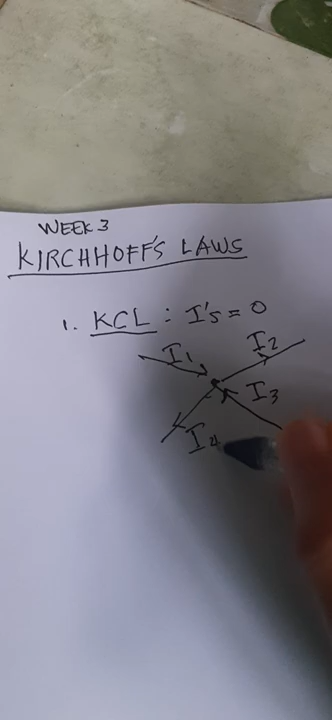 WEEK 3
KIRCHHOFF'S LAWS
1. KCL : I's = 0
I1
I2
I3
I4